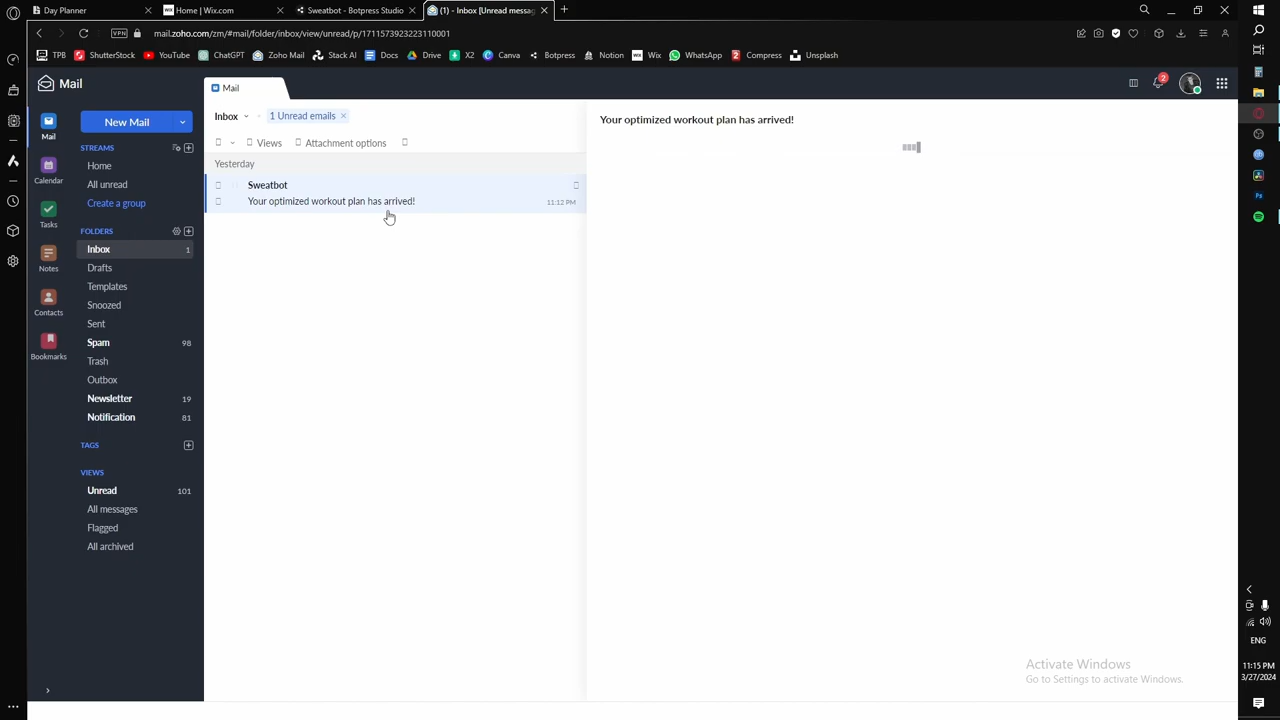 Day Planner
WIX Home | Wix.com
Sweatbot - Botpress Studio
(1) - Inbox [Unread messag
VPN mail.zoho.com/zm/#mail/folder/inbox/view/unread/p/1711573923223110001
TPB
ShutterStock
YouTube
ChatGPT
Zoho Mail
Stack AI
Docs
Drive
X2
Canva
Botpress
Notion
WIX Wix
WhatsApp
Compress
Unsplash
Mail
Mail
2
New Mail
Mail
Calendar
Tasks
Notes
Contacts
Bookmarks
STREAMS
Home
All unread
Create a group
FOLDERS
Inbox 1
Drafts
Templates
Snoozed
Sent
Spam 98
Trash
Outbox
Newsletter 19
Notification 81
TAGS
VIEWS
Unread 101
All messages
Flagged
All archived
Inbox
1 Unread emails
Views Attachment options
Yesterday
Sweatbot
Your optimized workout plan has arrived! 11:12 PM
Your optimized workout plan has arrived!
Activate Windows
Go to Settings to activate Windows.
Ps
ENG
11:15 PM
3/27/2024